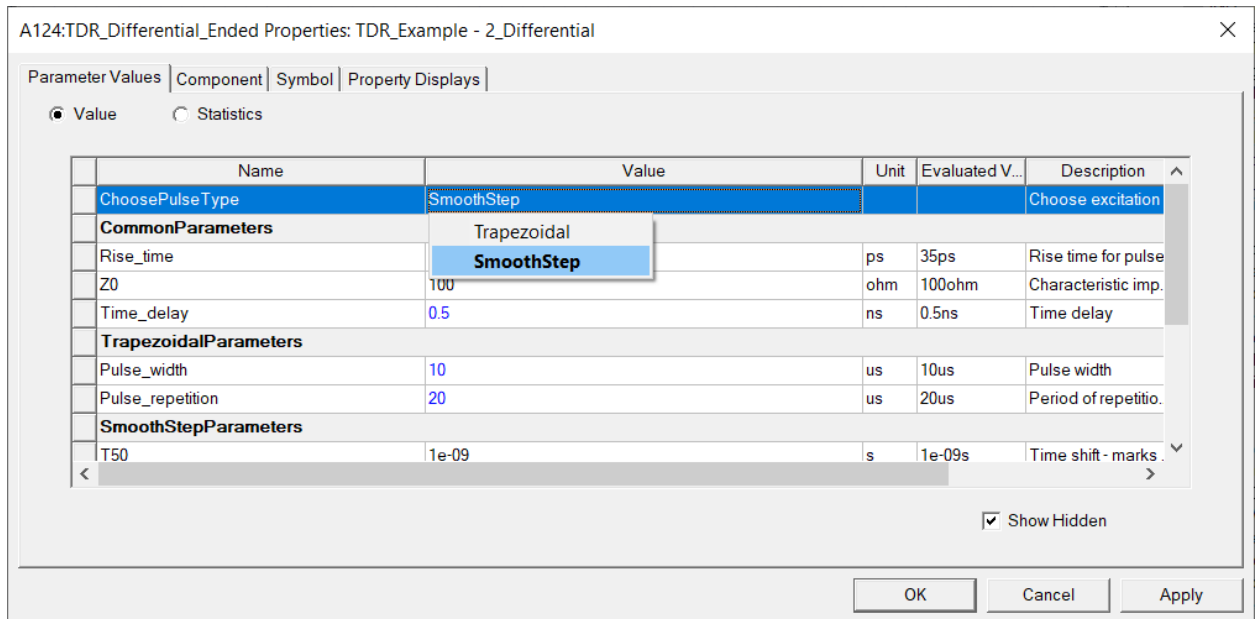 A124:TDR_Differential_Ended Properties: TDR_Example - 2_Differential
Parameter Values Component Symbol Property Displays
Value Statistics
Name Value Unit Evaluated V... Description
ChoosePulseType SmoothStep Choose excitation
CommonParameters Trapezoidal
Rise_time SmoothStep ps 35ps Rise time for pulse
Z0 100 ohm 100ohm Characteristic imp.
Time_delay 0.5 ns 0.5ns Time delay
TrapezoidalParameters
Pulse_width 10 us 10us Pulse width
Pulse_repetition 20 us 20us Period of repetitio.
SmoothStepParameters
T50 1e-09 s 1e-09s Time shift - marks .
Show Hidden
OK Cancel Apply